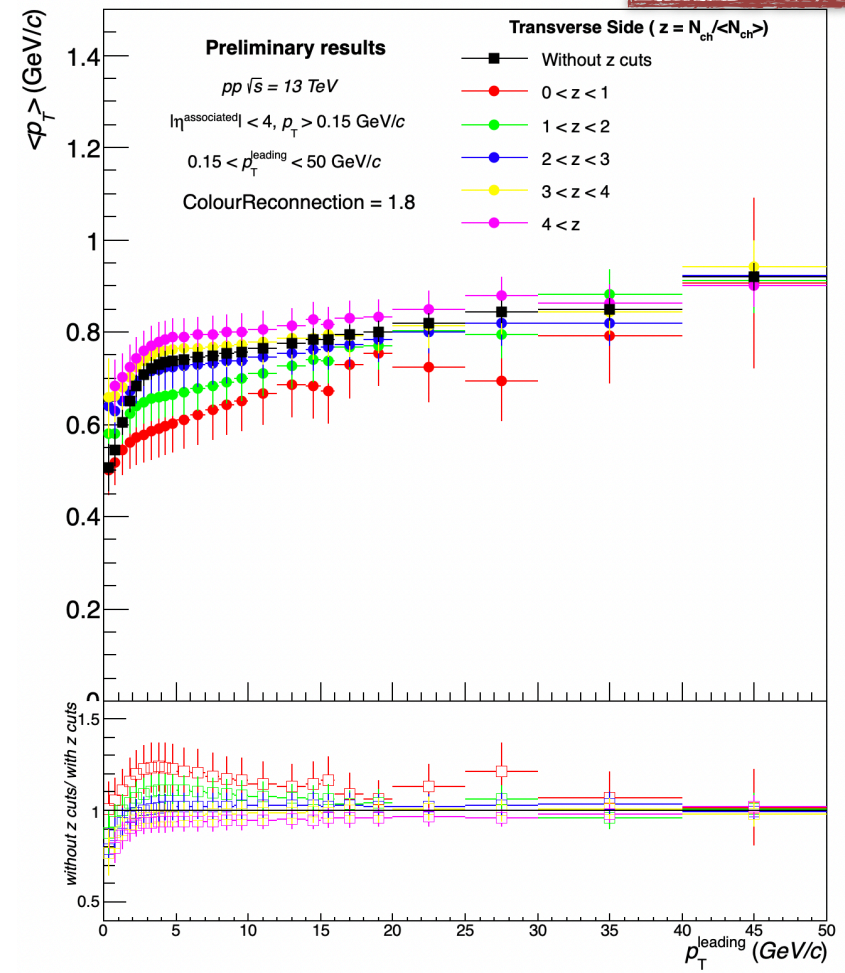 Transverse Side ( z = N_ch/<N_ch>)
Without z cuts
0 < z < 1
1 < z < 2
2 < z < 3
3 < z < 4
4 < z
Preliminary results
pp √s = 13 TeV
|η^associated| < 4, p_T > 0.15 GeV/c
0.15 < p_T^leading < 50 GeV/c
ColourReconnection = 1.8
<p_T> (GeV/c)
1.4
1.2
1
0.8
0.6
0.4
0.2
0
without z cuts/ with z cuts
1.5
1
0.5
0 5 10 15 20 25 30 35 40 45 50
p_T^leading (GeV/c)